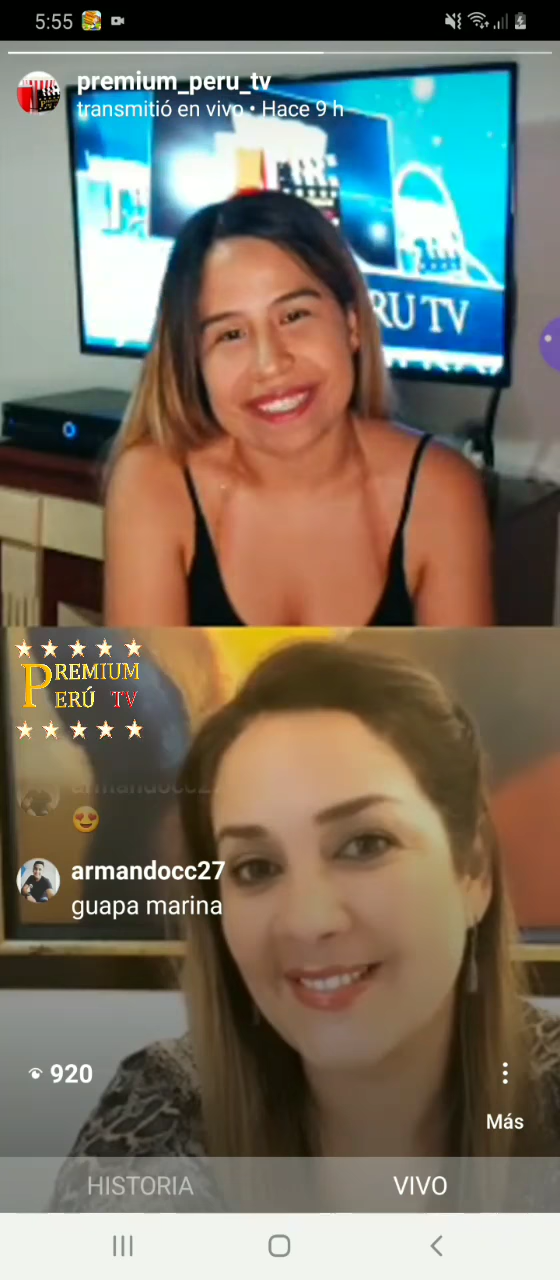 5:55
premium_peru_tv
transmitió en vivo • Hace 9 h
RU TV
PREMIUM
PERÚ TV
armandocc27
guapa marina
920
Más
HISTORIA
VIVO